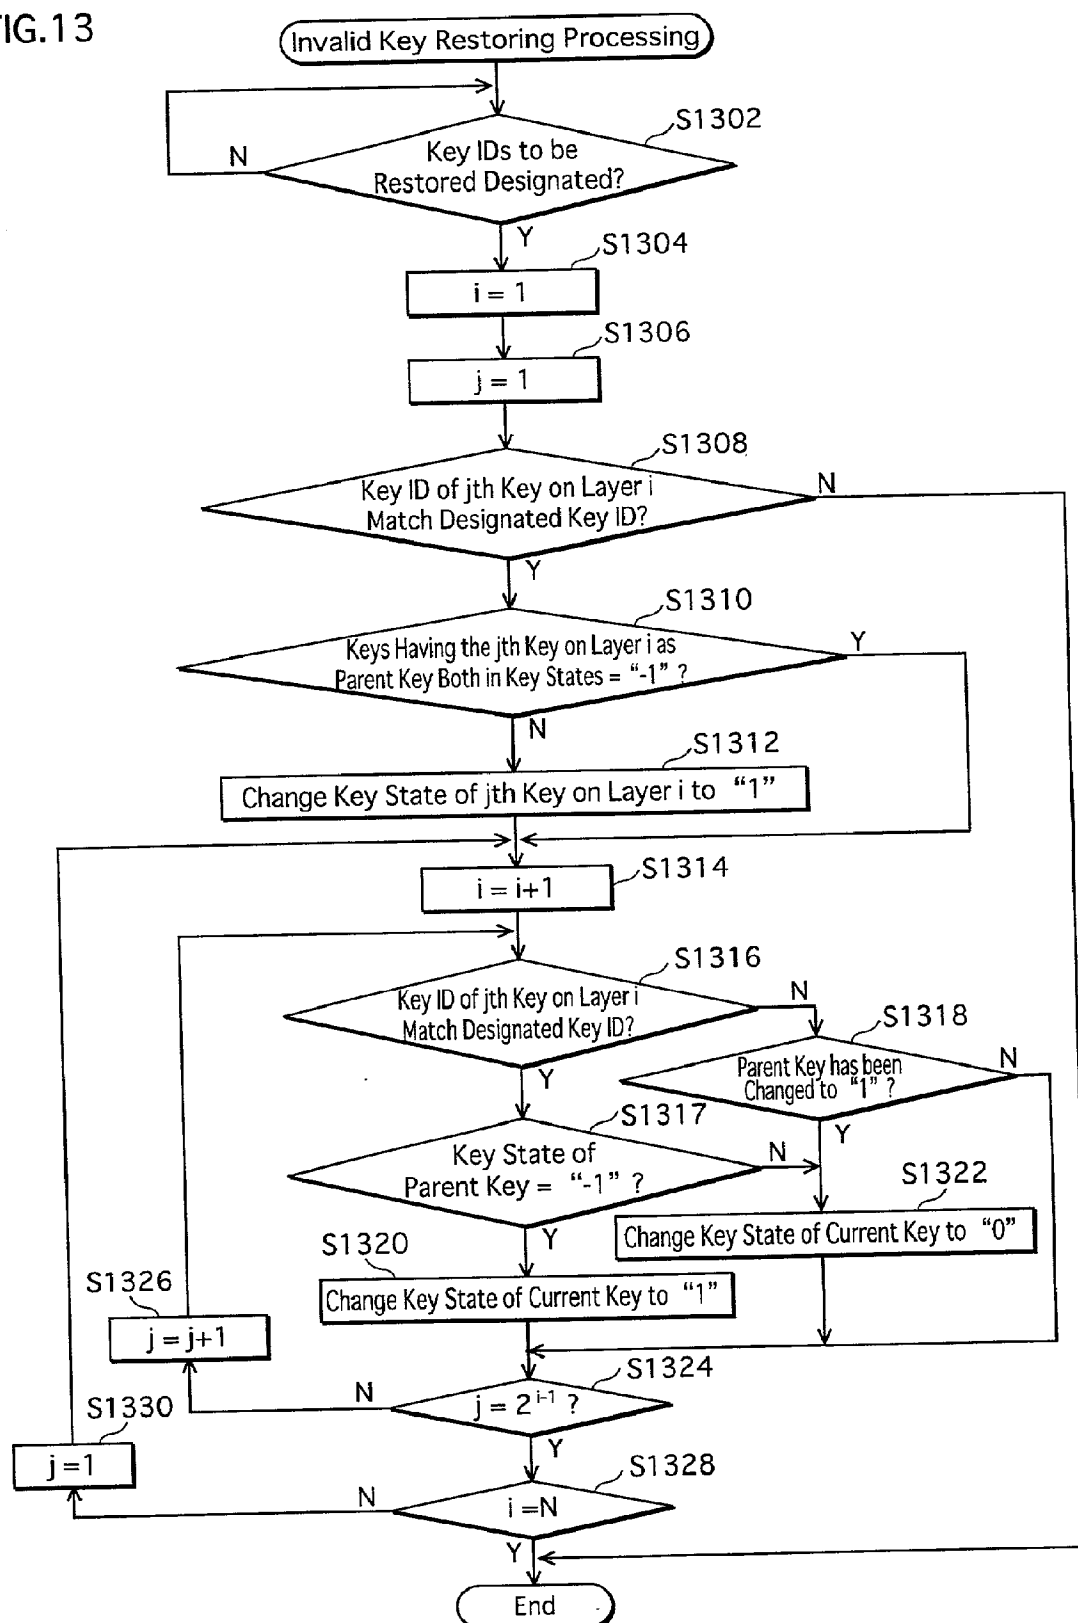 IG.13
Invalid Key Restoring Processing
S1302
N
Key IDs to be
Restored Designated?
Y
S1304
i = 1
S1306
j = 1
S1308
N
Key ID of jth Key on Layer i
Match Designated Key ID?
Y
S1310
Y
Keys Having the jth Key on Layer i as
Parent Key Both in Key States = “-1” ?
N
S1312
Change Key State of jth Key on Layer i to “1”
S1314
i = i+1
S1316
N
Key ID of jth Key on Layer i
Match Designated Key ID?
Y
S1318
N
Parent Key has been
Changed to “1” ?
Y
S1317
N
Key State of
Parent Key = “-1” ?
Y
S1322
Change Key State of Current Key to “0”
S1320
Change Key State of Current Key to “1”
S1326
j = j+1
S1324
N
j = 2^{i-1} ?
Y
S1330
j =1
S1328
N
i =N
Y
End